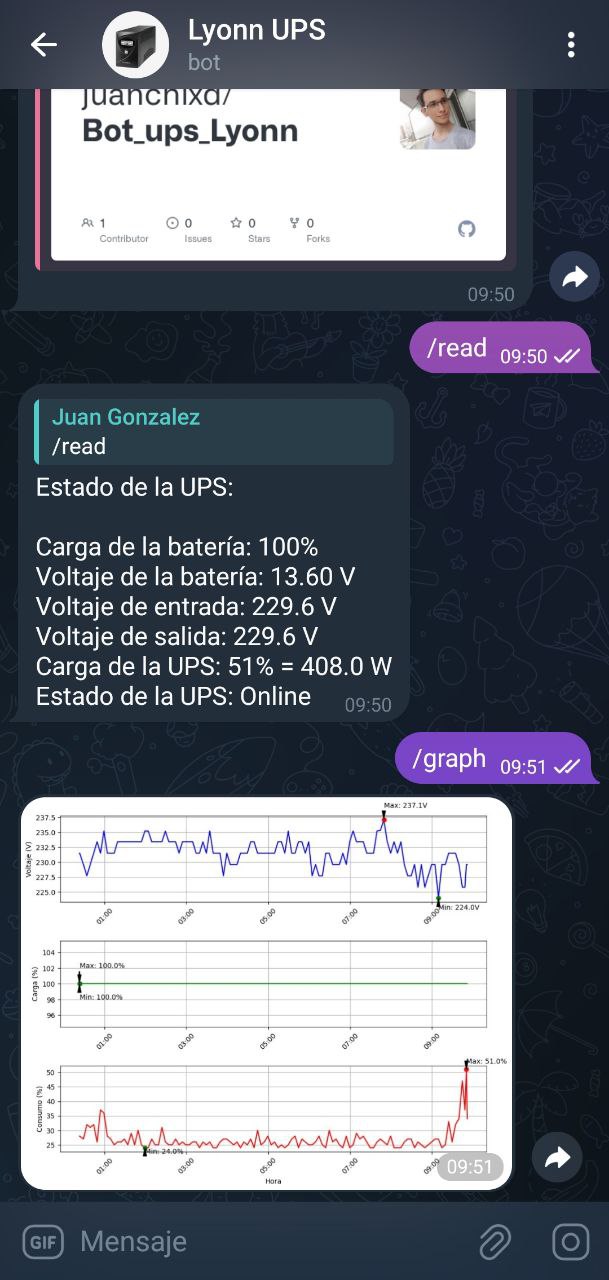 Lyonn UPS
bot
juanchixd/
Bot_ups_Lyonn
1
Contributor
0
Issues
0
Stars
0
Forks
09:50
/read 09:50
Juan Gonzalez
/read
Estado de la UPS:
Carga de la batería: 100%
Voltaje de la batería: 13.60 V
Voltaje de entrada: 229.6 V
Voltaje de salida: 229.6 V
Carga de la UPS: 51% = 408.0 W
Estado de la UPS: Online 09:50
/graph 09:51
Max: 237.1V
237.5
235.0
232.5
230.0
227.5
225.0
Voltaje (V)
Min: 224.0V
01:00
03:00
05:00
07:00
09:00
104
102
100
98
96
Carga (%)
Max: 100.0%
Min: 100.0%
01:00
03:00
05:00
07:00
09:00
Max: 51.0%
50
45
40
35
30
25
Consumo (%)
Min: 24.0%
01:00
03:00
05:00
07:00
09:00
Hora
09:51
GIF Mensaje